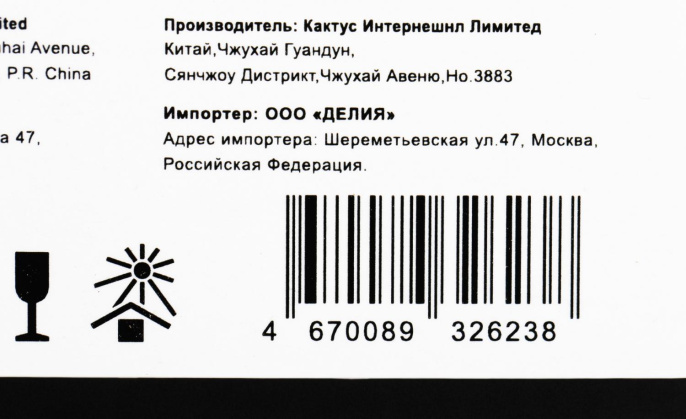 ited
hai Avenue,
P.R. China
а 47,
Производитель: Кактус Интернешнл Лимитед
Китай,Чжухай Гуандун,
Сянчжоу Дистрикт,Чжухай Авеню,Но.3883
Импортер: ООО «ДЕЛИЯ»
Адрес импортера: Шереметьевская ул.47, Москва,
Российская Федерация.
4 670089 326238